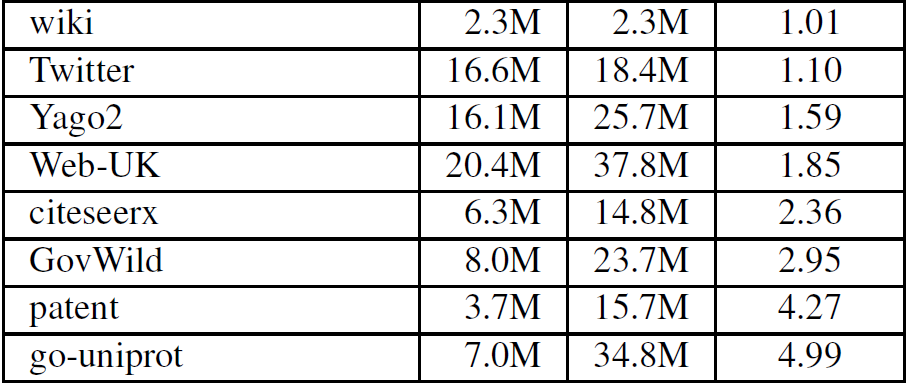 wiki 2.3M 2.3M 1.01
Twitter 16.6M 18.4M 1.10
Yago2 16.1M 25.7M 1.59
Web-UK 20.4M 37.8M 1.85
citeseerx 6.3M 14.8M 2.36
GovWild 8.0M 23.7M 2.95
patent 3.7M 15.7M 4.27
go-uniprot 7.0M 34.8M 4.99